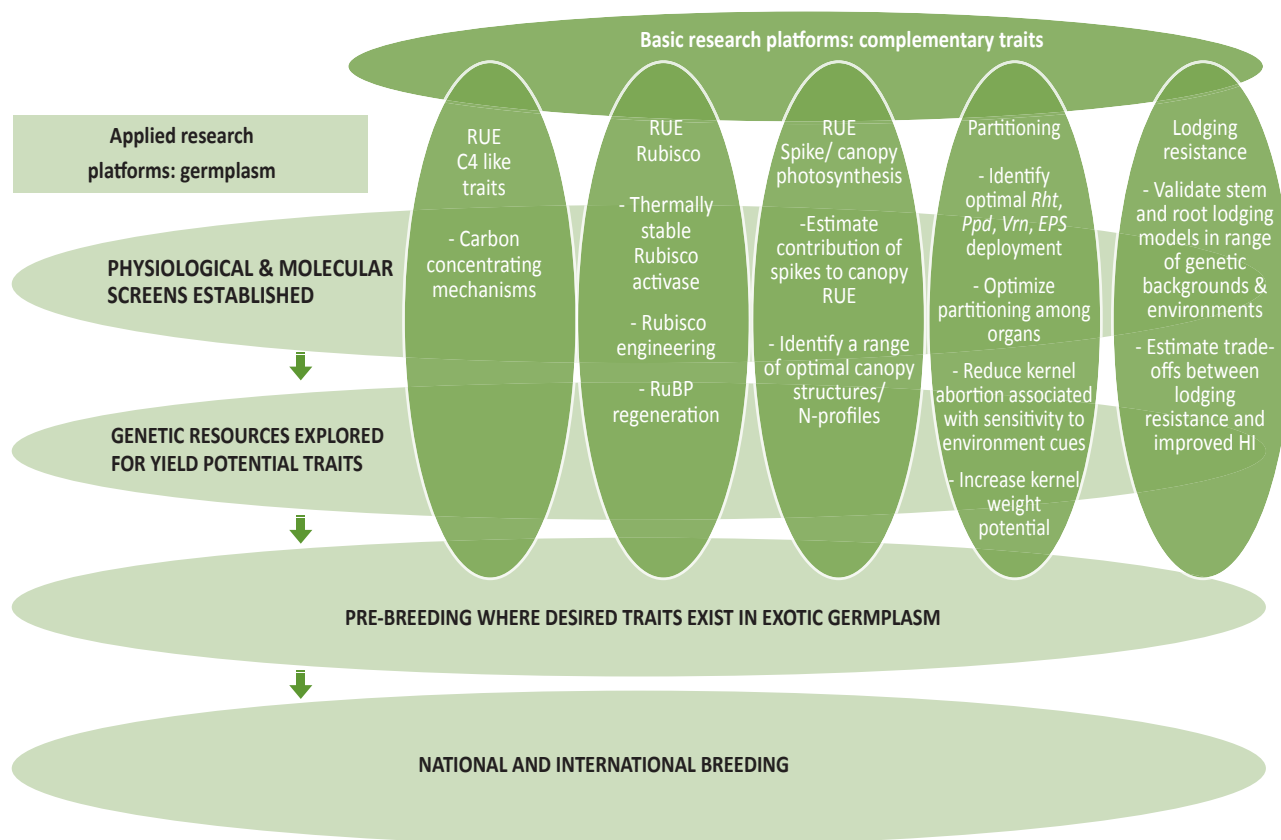 Basic research platforms: complementary traits
Applied research
platforms: germplasm
RUE
C4 like
traits
- Carbon
concentrating
mechanisms
RUE
Rubisco
- Thermally
stable
Rubisco
activase
- Rubisco
engineering
- RuBP
regeneration
RUE
Spike/ canopy
photosynthesis
-Estimate
contribution of
spikes to canopy
RUE
- Identify a range
of optimal canopy
structures/
N-profiles
Partitioning
- Identify
optimal Rht,
Ppd, Vrn, EPS
deployment
- Optimize
partitioning among
organs
- Reduce kernel
abortion associated
with sensitivity to
environment cues
- Increase kernel
weight
potential
Lodging
resistance
- Validate stem
and root lodging
models in range
of genetic
backgrounds &
environments
- Estimate trade-
offs between
lodging
resistance and
improved HI
PHYSIOLOGICAL & MOLECULAR
SCREENS ESTABLISHED
GENETIC RESOURCES EXPLORED
FOR YIELD POTENTIAL TRAITS
PRE-BREEDING WHERE DESIRED TRAITS EXIST IN EXOTIC GERMPLASM
NATIONAL AND INTERNATIONAL BREEDING